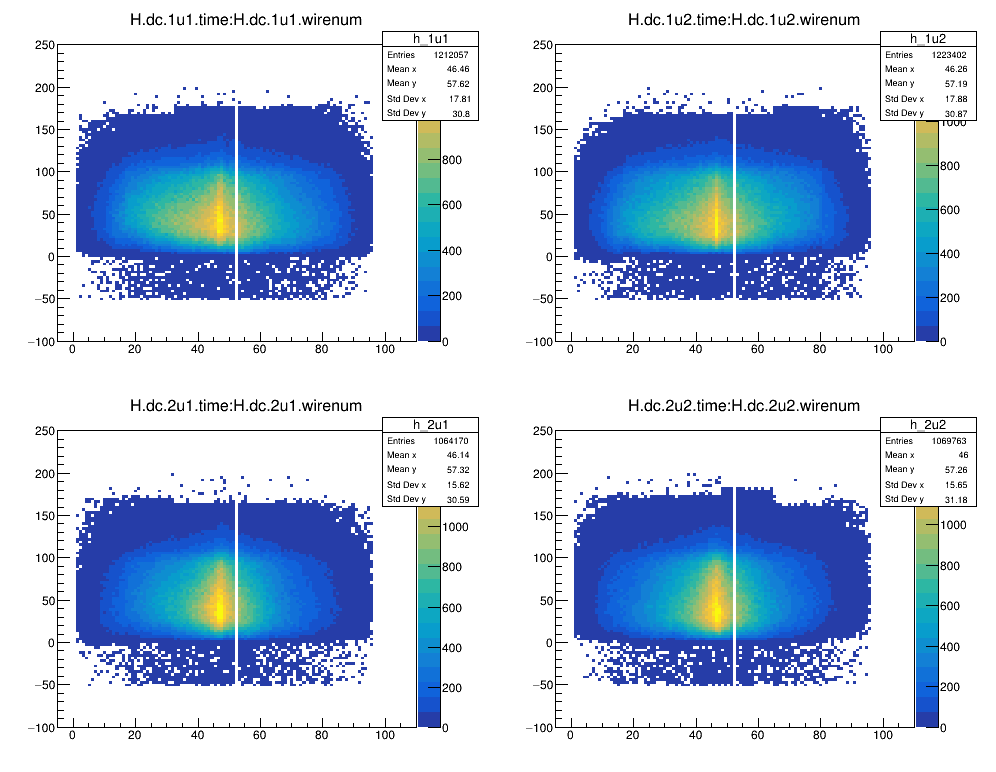 H.dc.1u1.time:H.dc.1u1.wirenum
h_1u1
Entries 1212057
Mean x 46.46
Mean y 57.62
Std Dev x 17.81
Std Dev y 30.8
250
200
150
100
50
0
−50
−100
0 20 40 60 80 100
800
600
400
200
0
H.dc.1u2.time:H.dc.1u2.wirenum
h_1u2
Entries 1223402
Mean x 46.26
Mean y 57.19
Std Dev x 17.88
Std Dev y 30.87
250
200
150
100
50
0
−50
−100
0 20 40 60 80 100
1000
800
600
400
200
0
H.dc.2u1.time:H.dc.2u1.wirenum
h_2u1
Entries 1064170
Mean x 46.14
Mean y 57.32
Std Dev x 15.62
Std Dev y 30.59
250
200
150
100
50
0
−50
−100
0 20 40 60 80 100
1000
800
600
400
200
0
H.dc.2u2.time:H.dc.2u2.wirenum
h_2u2
Entries 1069763
Mean x 46
Mean y 57.26
Std Dev x 15.65
Std Dev y 31.18
250
200
150
100
50
0
−50
−100
0 20 40 60 80 100
1000
800
600
400
200
0